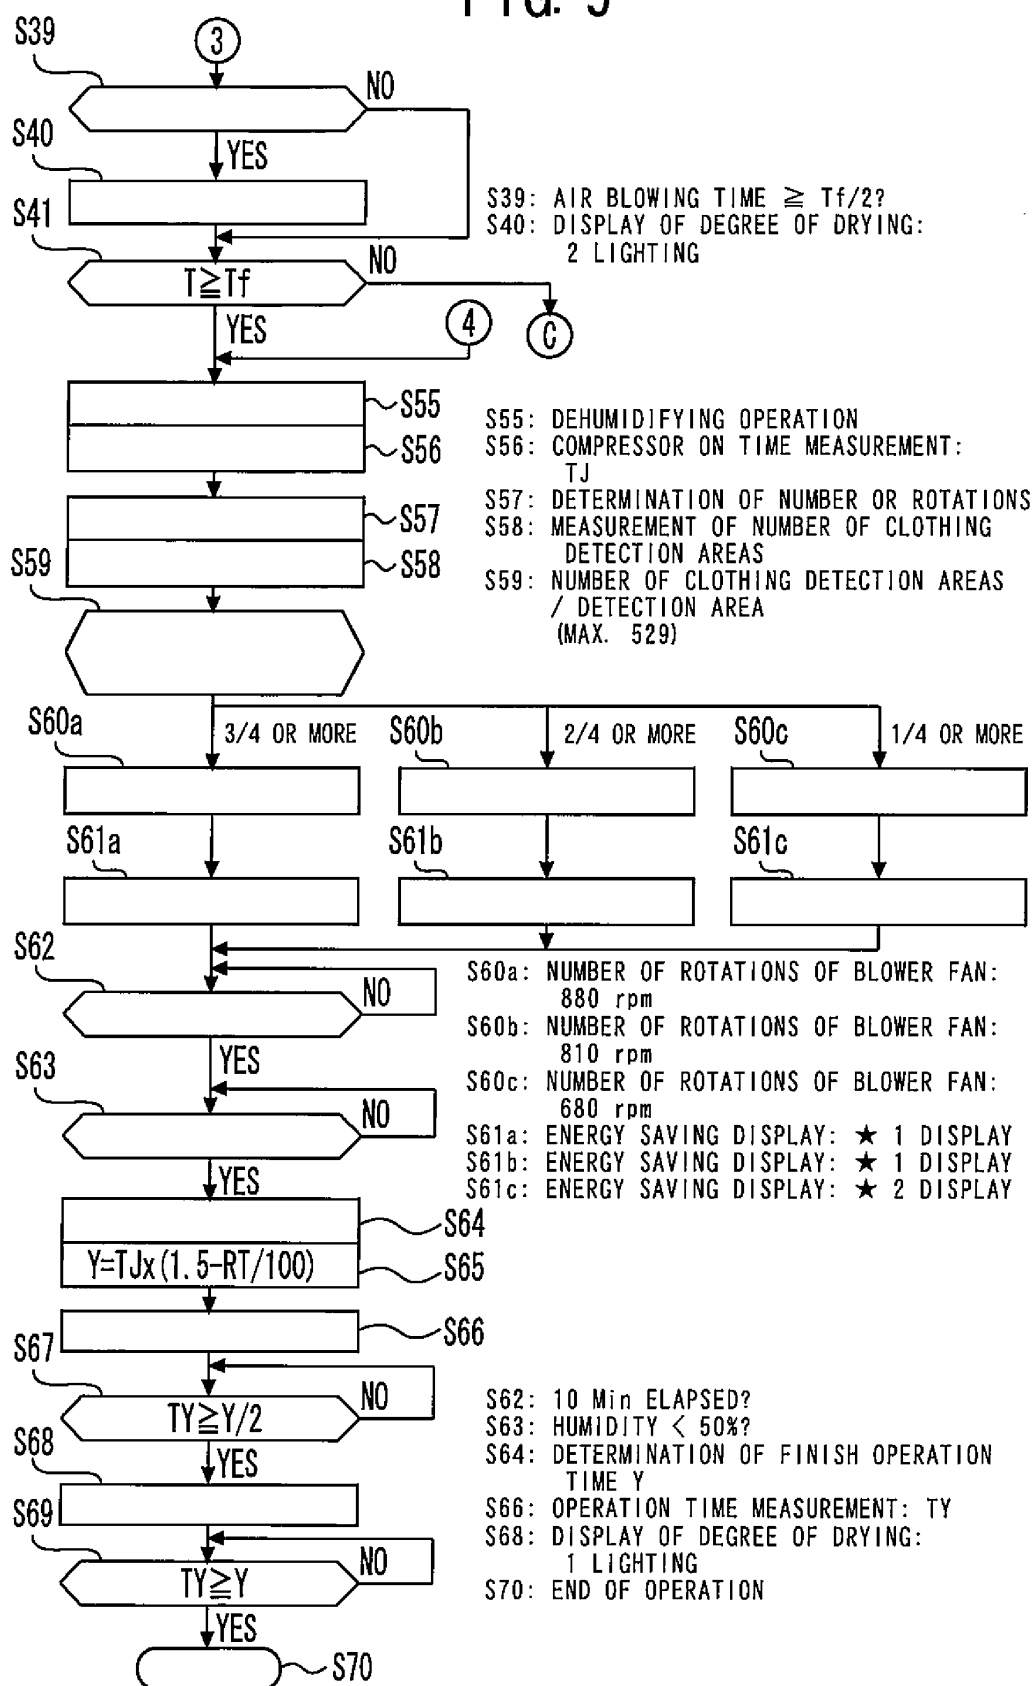 FIG. 9
S39
3
NO
S40
YES
S39: AIR BLOWING TIME ≧ Tf/2?
S40: DISPLAY OF DEGREE OF DRYING:
2 LIGHTING
S41
T≧Tf
NO
YES
4
C
S55
S56
S55: DEHUMIDIFYING OPERATION
S56: COMPRESSOR ON TIME MEASUREMENT:
TJ
S57: DETERMINATION OF NUMBER OR ROTATIONS
S58: MEASUREMENT OF NUMBER OF CLOTHING
DETECTION AREAS
S59: NUMBER OF CLOTHING DETECTION AREAS
/ DETECTION AREA
(MAX. 529)
S57
S58
S59
S60a
3/4 OR MORE
S60b
2/4 OR MORE
S60c
1/4 OR MORE
S61a
S61b
S61c
S62
NO
YES
S60a: NUMBER OF ROTATIONS OF BLOWER FAN:
880 rpm
S60b: NUMBER OF ROTATIONS OF BLOWER FAN:
810 rpm
S60c: NUMBER OF ROTATIONS OF BLOWER FAN:
680 rpm
S61a: ENERGY SAVING DISPLAY: ★ 1 DISPLAY
S61b: ENERGY SAVING DISPLAY: ★ 1 DISPLAY
S61c: ENERGY SAVING DISPLAY: ★ 2 DISPLAY
S63
NO
YES
S64
Y=TJx(1.5-RT/100)
S65
S66
S67
TY≧Y/2
NO
YES
S62: 10 Min ELAPSED?
S63: HUMIDITY < 50%?
S64: DETERMINATION OF FINISH OPERATION
TIME Y
S66: OPERATION TIME MEASUREMENT: TY
S68: DISPLAY OF DEGREE OF DRYING:
1 LIGHTING
S70: END OF OPERATION
S68
S69
TY≧Y
NO
YES
S70